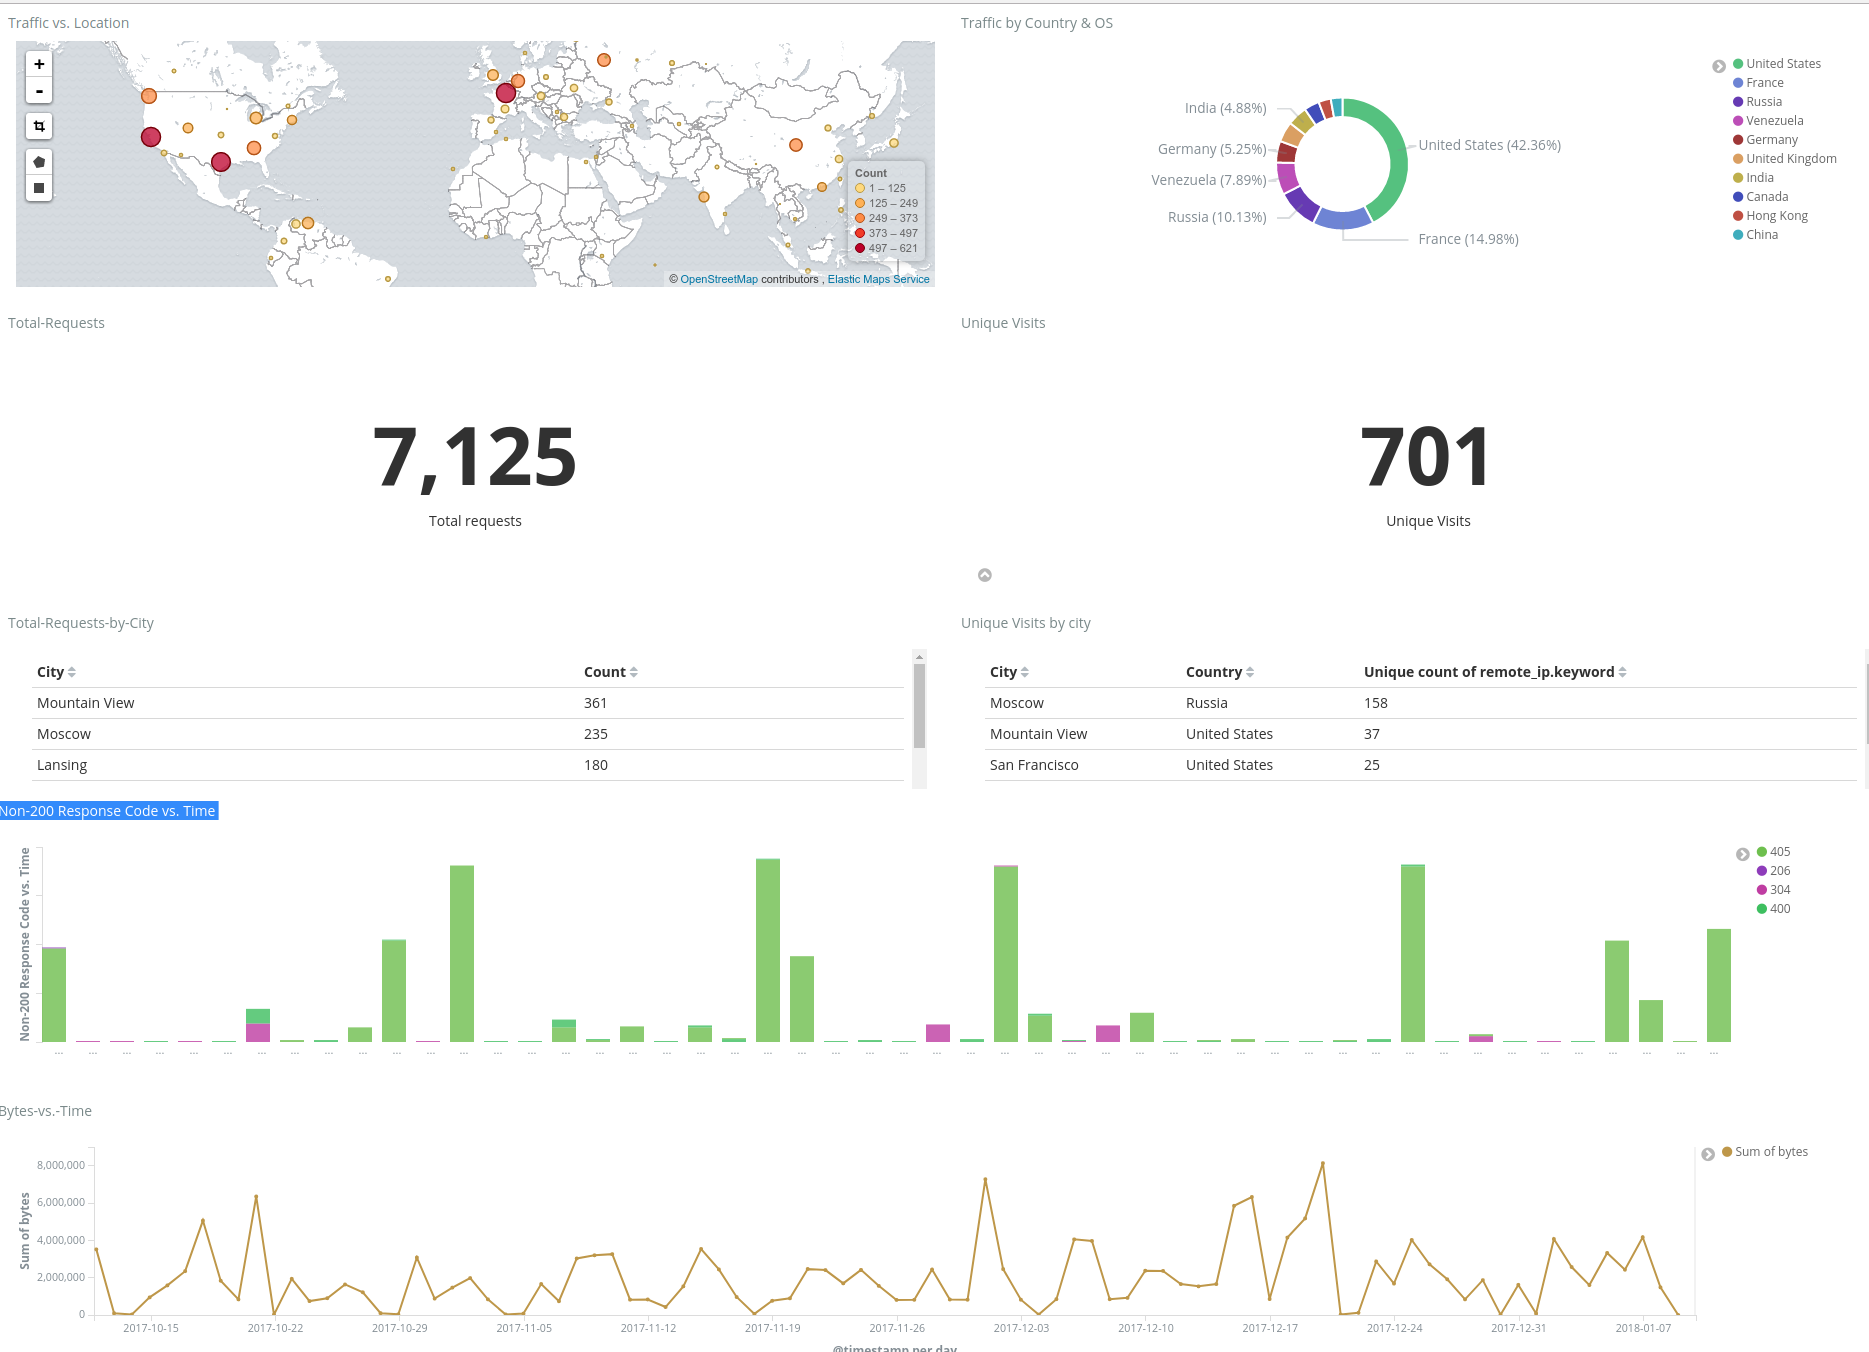 Traffic vs. Location
+
-
Count
1 – 125
125 – 249
249 – 373
373 – 497
497 – 621
© OpenStreetMap contributors , Elastic Maps Service
Traffic by Country & OS
India (4.88%)
Germany (5.25%)
Venezuela (7.89%)
Russia (10.13%)
United States (42.36%)
France (14.98%)
United States
France
Russia
Venezuela
Germany
United Kingdom
India
Canada
Hong Kong
China
Total-Requests
7,125
Total requests
Unique Visits
701
Unique Visits
Total-Requests-by-City
City Count
Mountain View 361
Moscow 235
Lansing 180
Unique Visits by city
City Country Unique count of remote_ip.keyword
Moscow Russia 158
Mountain View United States 37
San Francisco United States 25
Non-200 Response Code vs. Time
Non-200 Response Code vs. Time
405
206
304
400
... ... ... ... ... ... ... ... ... ... ... ... ... ... ... ... ... ... ... ... ... ... ... ... ... ... ... ... ... ... ... ... ... ... ... ... ... ... ... ... ... ... ... ... ... ... ... ... ... ...
Bytes-vs.-Time
Sum of bytes
8,000,000
6,000,000
4,000,000
2,000,000
0
Sum of bytes
2017-10-15 2017-10-22 2017-10-29 2017-11-05 2017-11-12 2017-11-19 2017-11-26 2017-12-03 2017-12-10 2017-12-17 2017-12-24 2017-12-31 2018-01-07
@timestamp per day